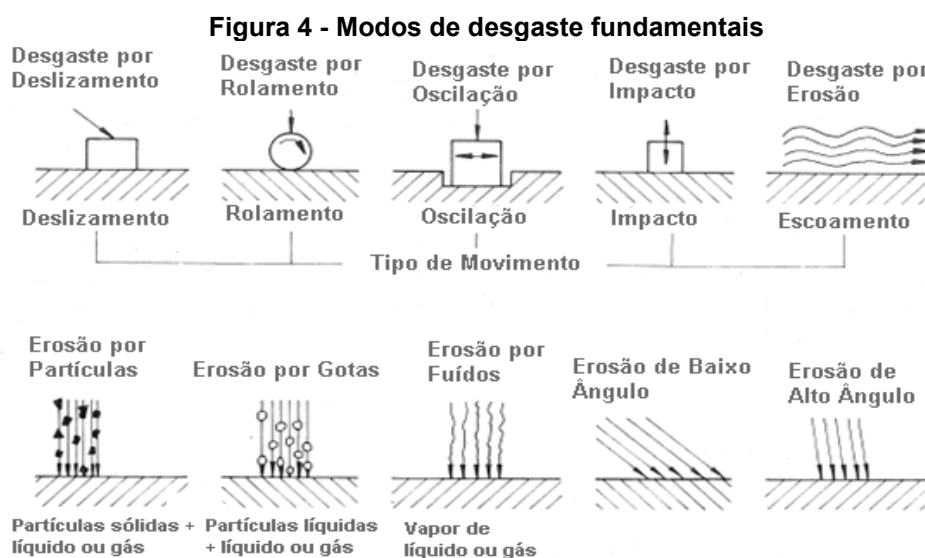 Figura 4 - Modos de desgaste fundamentais
Desgaste por
Deslizamento
Desgaste por
Rolamento
Desgaste por
Oscilação
Desgaste por
Impacto
Desgaste por
Erosão
Deslizamento
Rolamento
Oscilação
Impacto
Escoamento
Tipo de Movimento
Erosão por
Partículas
Erosão por Gotas
Erosão por
Fuídos
Erosão de Baixo
Ângulo
Erosão de
Alto Ângulo
Partículas sólidas +
líquido ou gás
Partículas líquidas
+ líquido ou gás
Vapor de
líquido ou gás